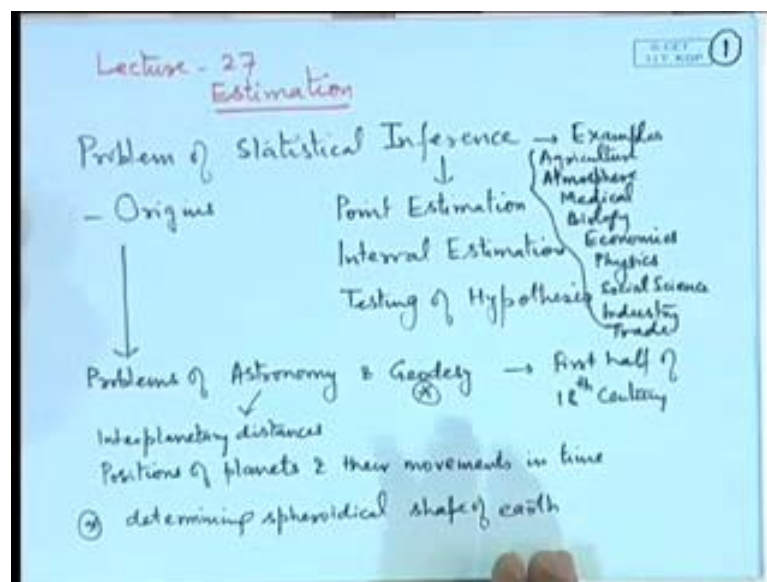 Lecture - 27
Estimation
I.I.T. KGP
1
Problem of Statistical Inference → Examples
Agriculture
Atmosphere
Medical
Biology
Economics
Physics
Social Science
Industry
Trade
- Origins
Point Estimation
Interval Estimation
Testing of Hypothesis
Problems of Astronomy & Geodesy → First half of
18th Century
(*)
Interplanetary distances
Positions of planets & their movements in time
(*) determining spheroidical shape of earth